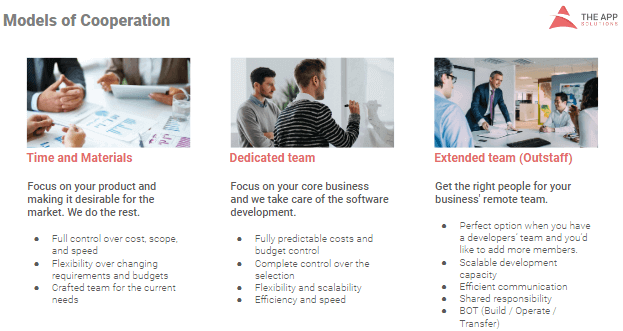 Models of Cooperation
THE APP
SOLUTIONS
Time and Materials
Focus on your product and
making it desirable for the
market. We do the rest.
• Full control over cost, scope,
and speed
• Flexibility over changing
requirements and budgets
• Crafted team for the current
needs
Dedicated team
Focus on your core business
and we take care of the software
development.
• Fully predictable costs and
budget control
• Complete control over the
selection
• Flexibility and scalability
• Efficiency and speed
Extended team (Outstaff)
Get the right people for your
business' remote team.
• Perfect option when you have
a developers' team and you'd
like to add more members.
• Scalable development
capacity
• Efficient communication
• Shared responsibility
• BOT (Build / Operate /
Transfer)